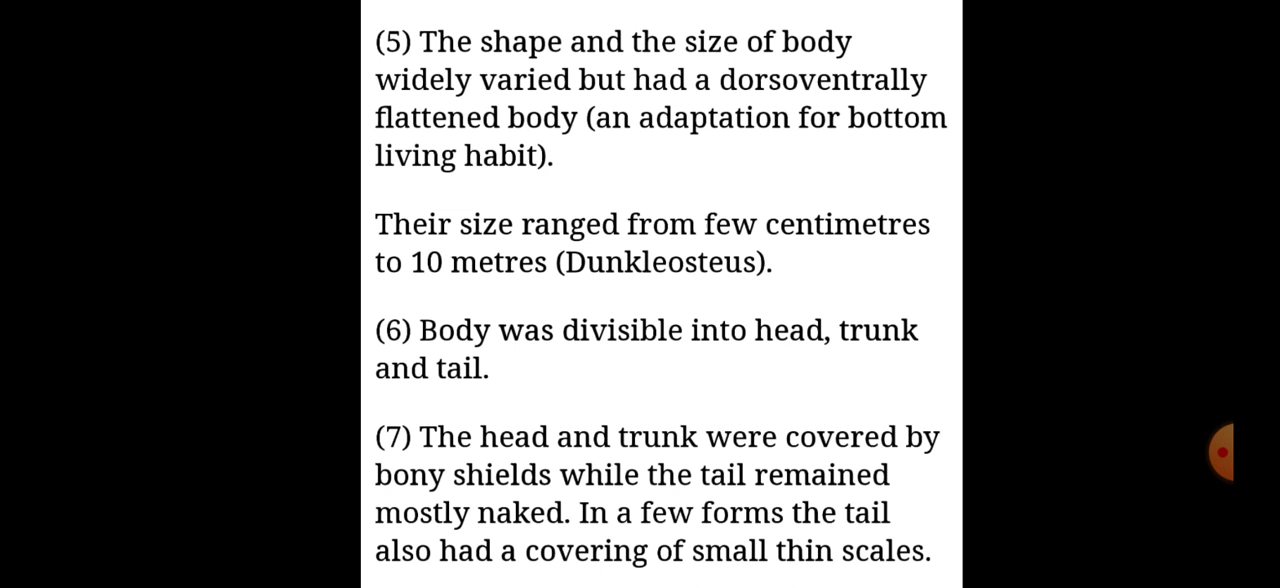 (5) The shape and the size of body
widely varied but had a dorsoventrally
flattened body (an adaptation for bottom
living habit).
Their size ranged from few centimetres
to 10 metres (Dunkleosteus).
(6) Body was divisible into head, trunk
and tail.
(7) The head and trunk were covered by
bony shields while the tail remained
mostly naked. In a few forms the tail
also had a covering of small thin scales.